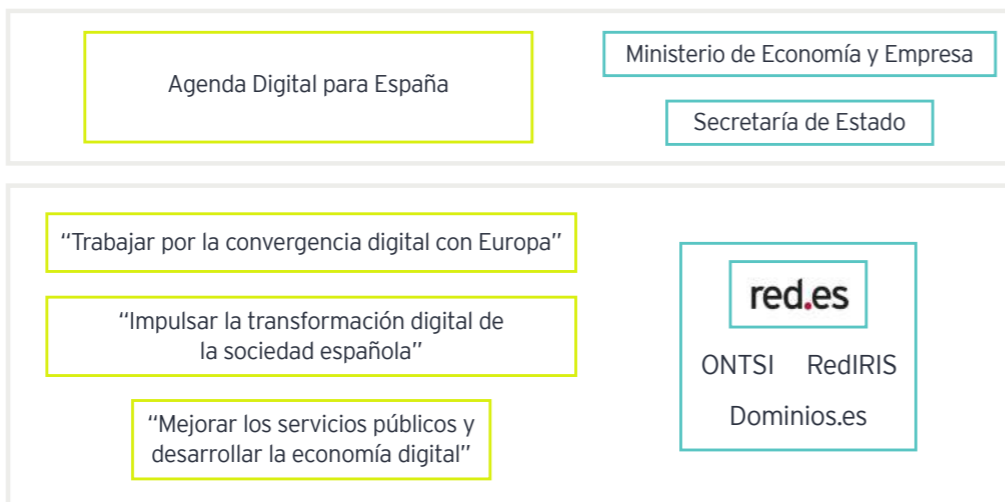 Agenda Digital para España
Ministerio de Economía y Empresa
Secretaría de Estado
“Trabajar por la convergencia digital con Europa”
“Impulsar la transformación digital de
la sociedad española”
“Mejorar los servicios públicos y
desarrollar la economía digital”
red.es
ONTSI RedIRIS
Dominios.es